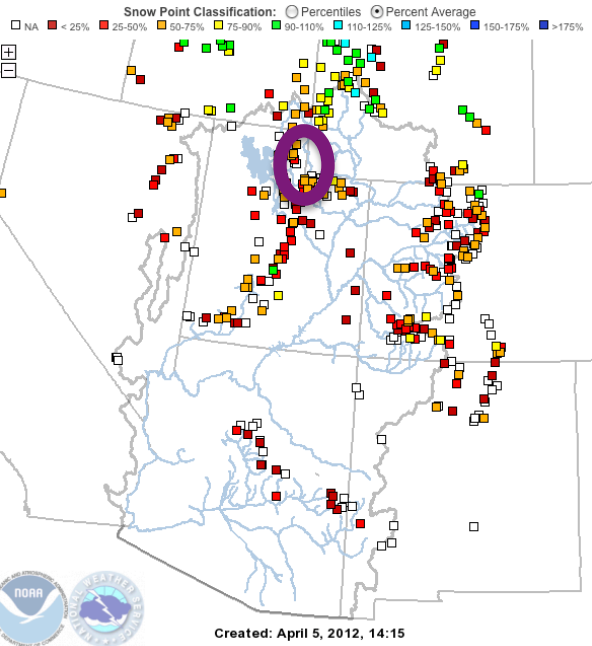 Snow Point Classification: Percentiles Percent Average
NA < 25% 25-50% 50-75% 75-90% 90-110% 110-125% 125-150% 150-175% >175%
+
−
NOAA
Created: April 5, 2012, 14:15